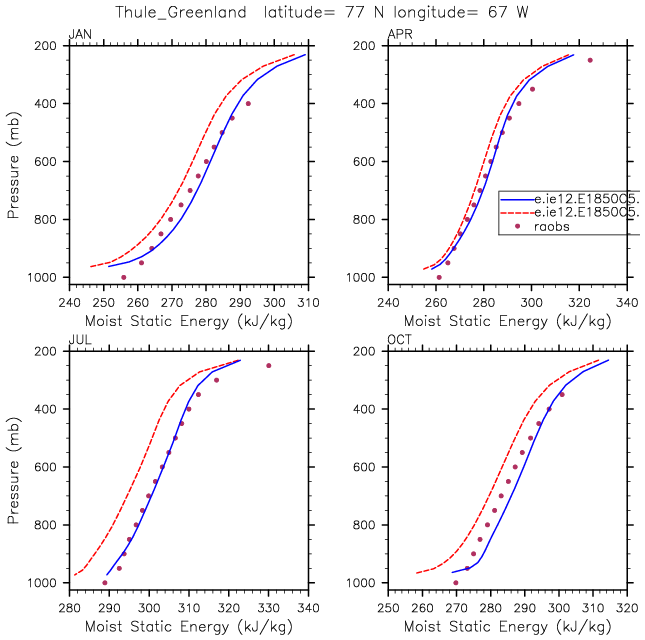 Thule_Greenland latitude= 77 N longitude= 67 W
JAN
APR
200
400
600
800
1000
Pressure (mb)
240 250 260 270 280 290 300 310
Moist Static Energy (kJ/kg)
200
400
600
800
1000
240 260 280 300 320 340
Moist Static Energy (kJ/kg)
e.ie12.E1850C5.
e.ie12.E1850C5.
raobs
JUL
OCT
200
400
600
800
1000
Pressure (mb)
280 290 300 310 320 330 340
Moist Static Energy (kJ/kg)
200
400
600
800
1000
250 260 270 280 290 300 310 320
Moist Static Energy (kJ/kg)